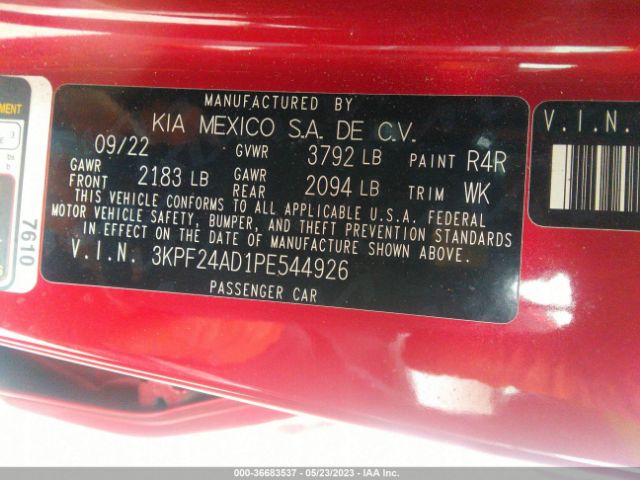 MANUFACTURED BY
KIA MEXICO S.A. DE C.V.
09/22 GVWR 3792 LB PAINT R4R
GAWR FRONT 2183 LB GAWR REAR 2094 LB TRIM WK
THIS VEHICLE CONFORMS TO ALL APPLICABLE U.S.A. FEDERAL
MOTOR VEHICLE SAFETY, BUMPER, AND THEFT PREVENTION STANDARDS
IN EFFECT ON THE DATE OF MANUFACTURE SHOWN ABOVE.
V.I.N. 3KPF24AD1PE544926
PASSENGER CAR
V.I.N.
7610
000-36683537 - 05/23/2023 - IAAI.CA